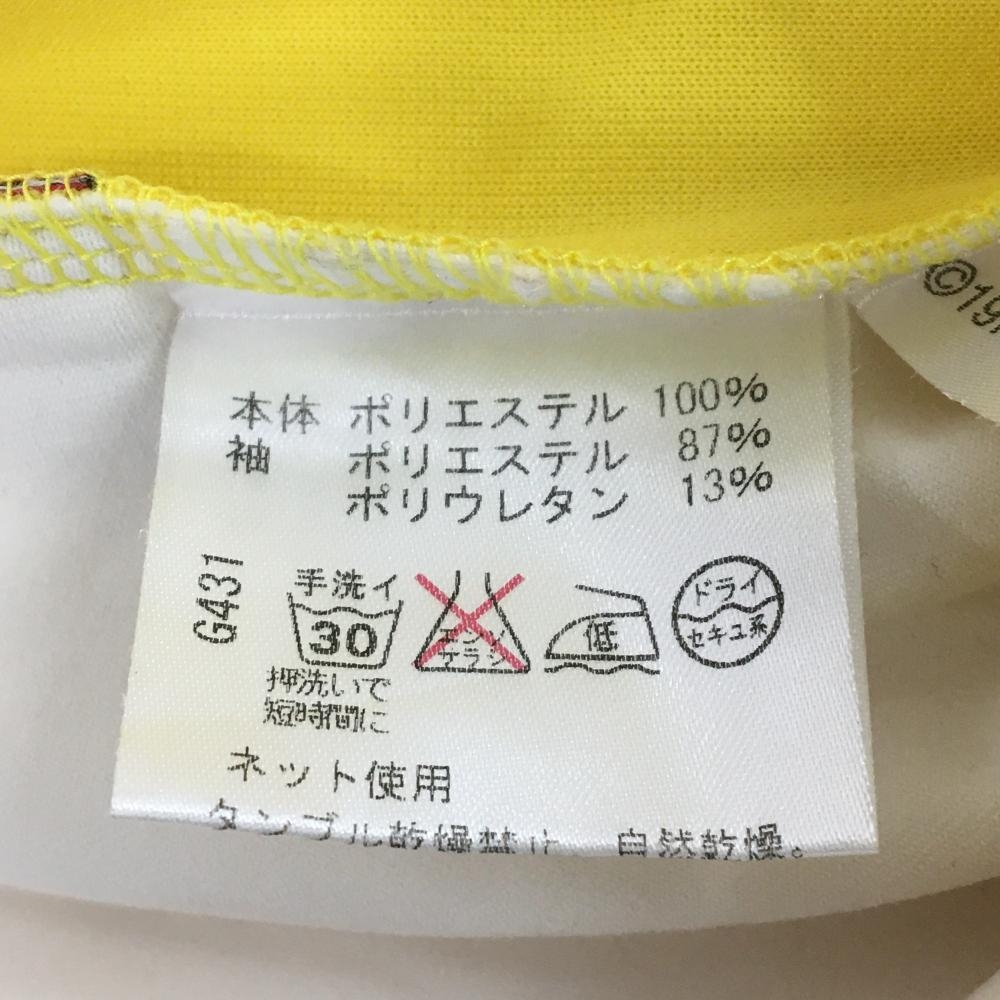 本体 ポリエステル 100%
袖 ポリエステル 87%
ポリウレタン 13%
G431
手洗イ
30
エンソ
サラシ
低
ドライ
セキユ系
押洗いで
短時間に
ネット使用
タンブル乾燥禁止、自然乾燥。
©19